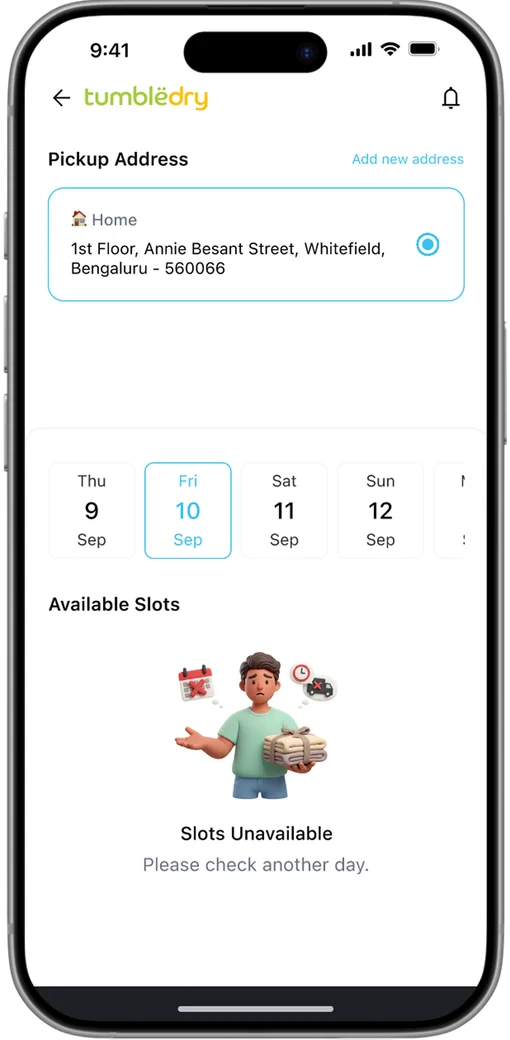 9:41
tumblëdry
Pickup Address
Add new address
Home
1st Floor, Annie Besant Street, Whitefield,
Bengaluru - 560066
Thu
9
Sep
Fri
10
Sep
Sat
11
Sep
Sun
12
Sep
Available Slots
Slots Unavailable
Please check another day.